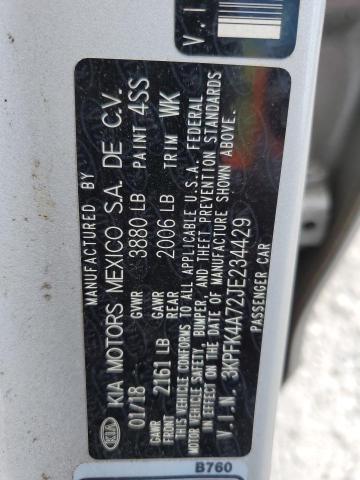 MANUFACTURED BY
KIA MOTORS MEXICO S.A. DE C.V.
KIA
01/18 GVWR 3880 LB PAINT 4SS
GAWR FRONT 2161 LB GAWR REAR 2006 LB TRIM WK
THIS VEHICLE CONFORMS TO ALL APPLICABLE U.S.A. FEDERAL
MOTOR VEHICLE SAFETY, BUMPER, AND THEFT PREVENTION STANDARDS
IN EFFECT ON THE DATE OF MANUFACTURE SHOWN ABOVE.
V.I.N. 3KPFK4A72JE234429
PASSENGER CAR
B760
V.I